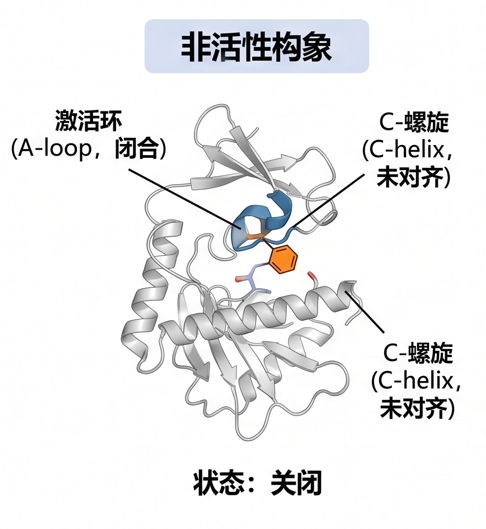 非活性构象
激活环
(A-loop，闭合)
C-螺旋
(C-helix，
未对齐)
C-螺旋
(C-helix，
未对齐)
状态：关闭